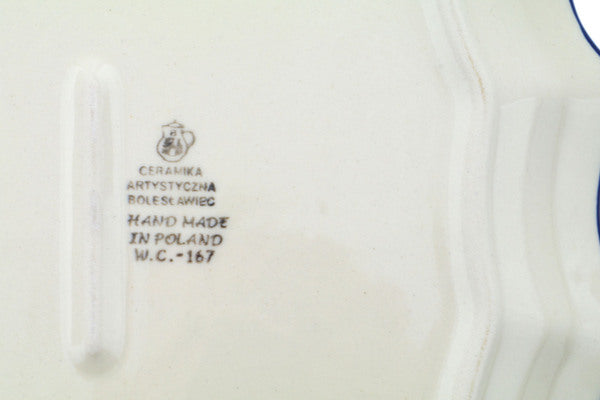 CERAMIKA
ARTYSTYCZNA
BOLESŁAWIEC
HAND MADE
IN POLAND
W.C.-167